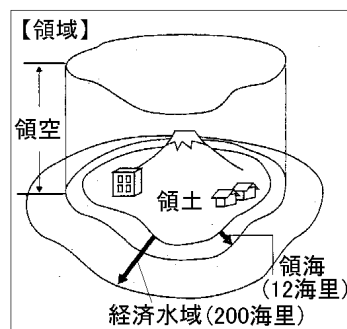 【領域】
領空
領土
領海
(12海里)
経済水域(200海里)